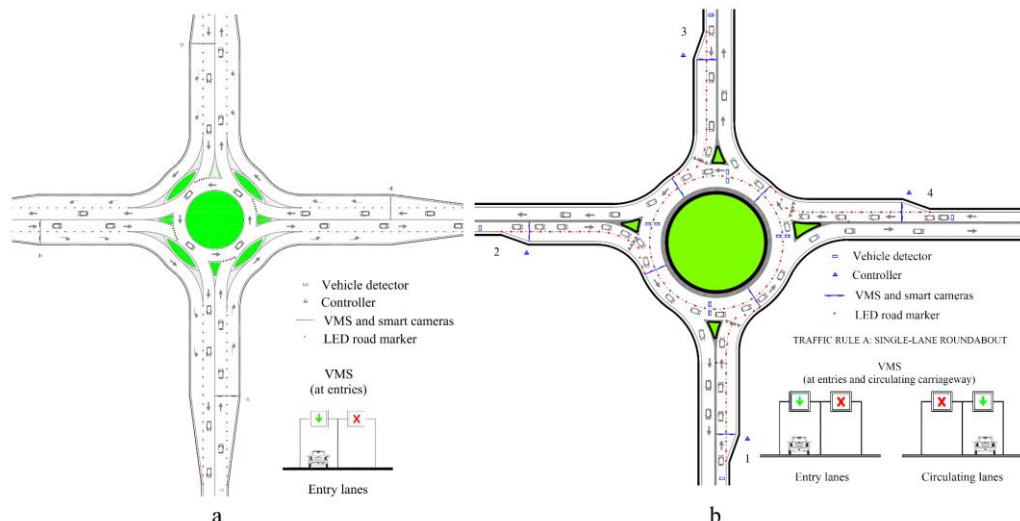 Vehicle detector
Controller
VMS and smart cameras
LED road marker
VMS
(at entries)
X
Entry lanes
a
3
4
2
1
Vehicle detector
Controller
VMS and smart cameras
LED road marker
TRAFFIC RULE A: SINGLE-LANE ROUNDABOUT
VMS
(at entries and circulating carriageway)
X
X
Entry lanes
Circulating lanes
b